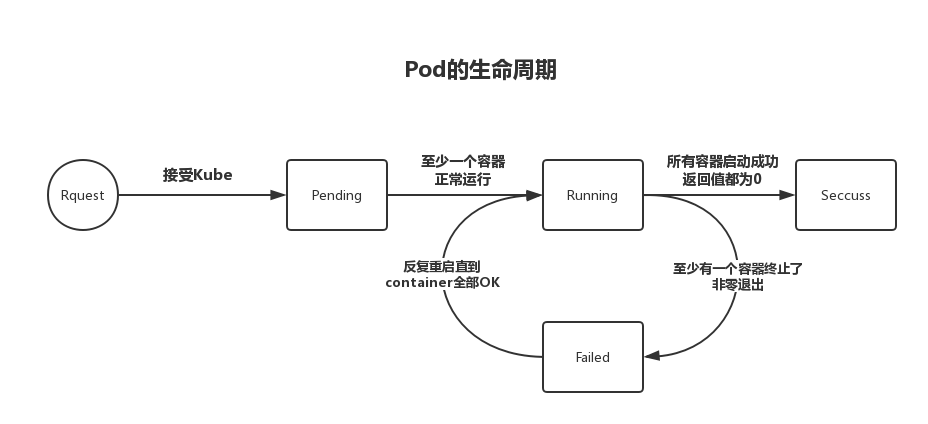 Pod的生命周期
Rquest
接受Kube
Pending
至少一个容器
正常运行
Running
所有容器启动成功
返回值都为0
Seccuss
反复重启直到
container全部OK
至少有一个容器终止了
非零退出
Failed